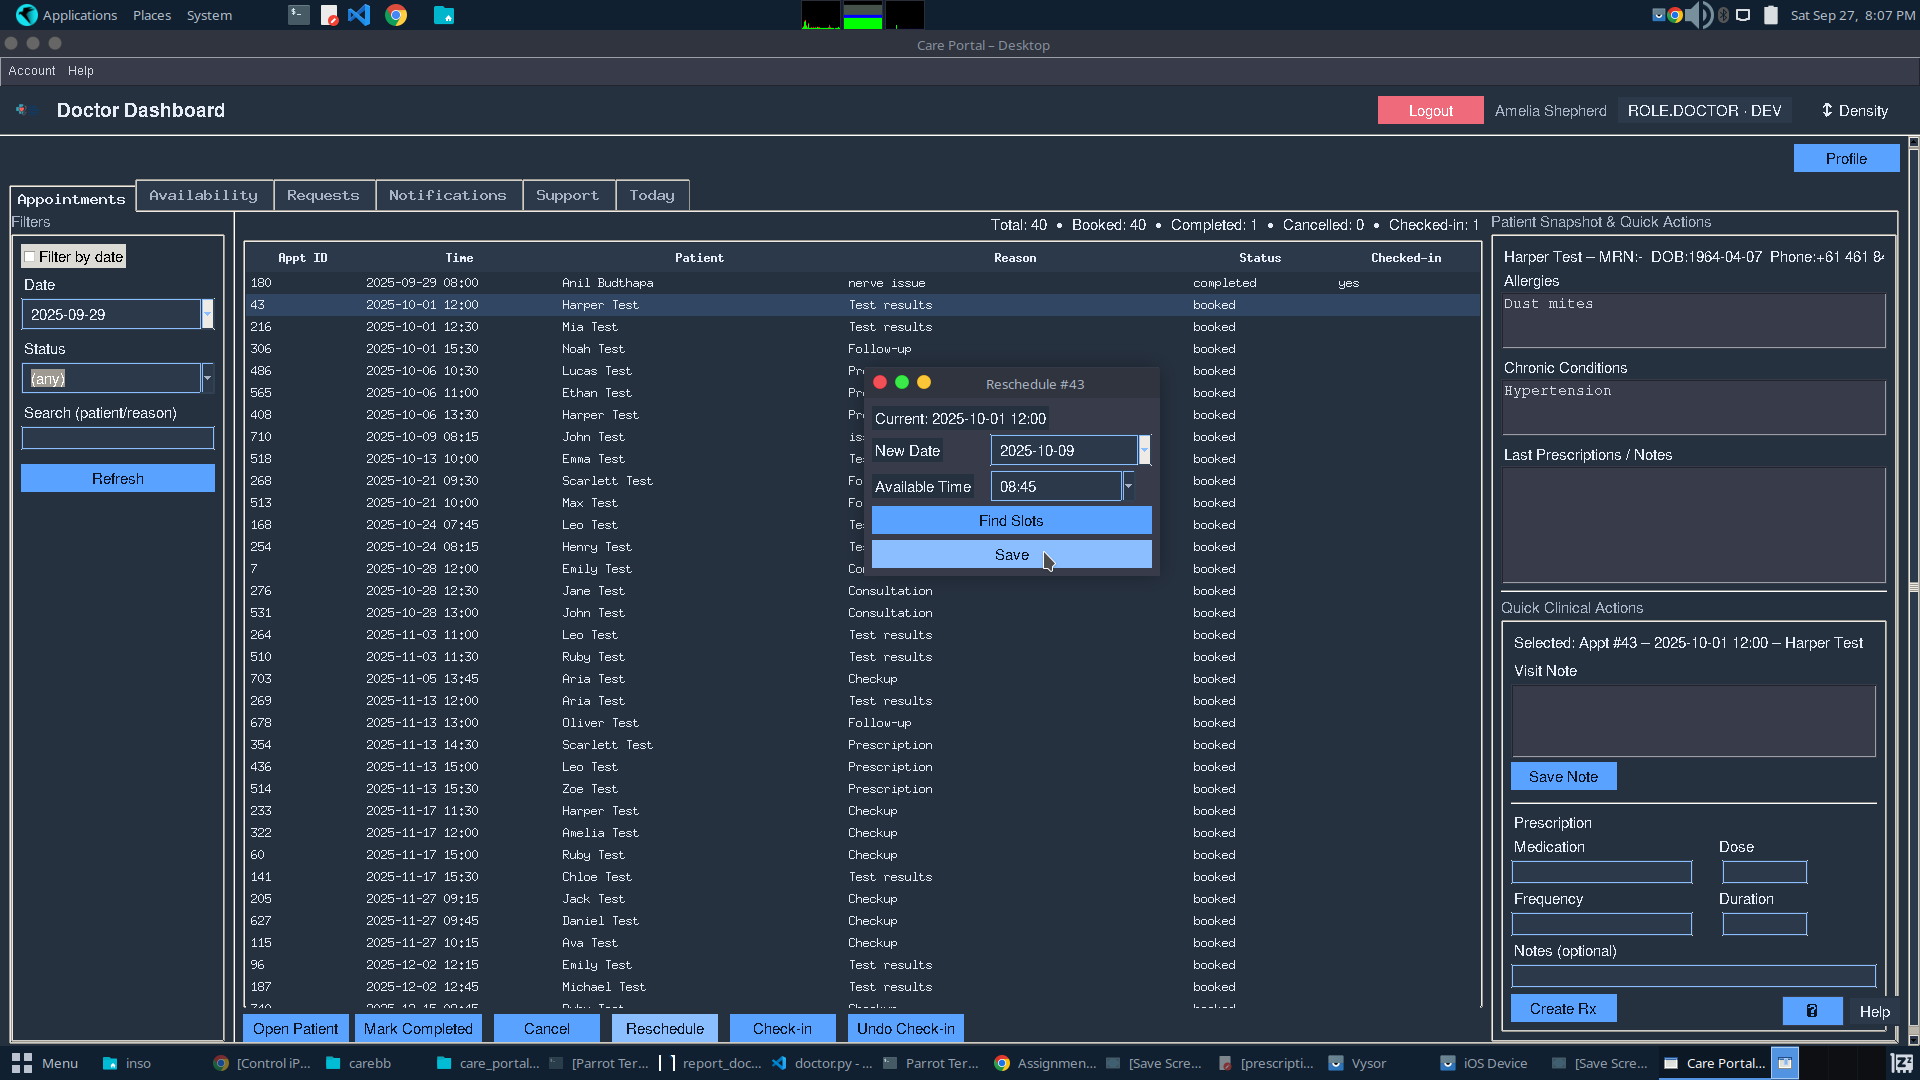 Applications Places System
Sat Sep 27, 8:07 PM
Care Portal – Desktop
Account Help
Doctor Dashboard
Logout Amelia Shepherd ROLE.DOCTOR · DEV ↕ Density
Profile
Appointments Availability Requests Notifications Support Today
Filters
Filter by date
Date
2025-09-29
Status
(any)
Search (patient/reason)
Refresh
Total: 40 • Booked: 40 • Completed: 1 • Cancelled: 0 • Checked-in: 1
Appt ID Time Patient Reason Status Checked-in
180 2025-09-29 08:00 Anil Budthapa nerve issue completed yes
43 2025-10-01 12:00 Harper Test Test results booked
216 2025-10-01 12:30 Mia Test Test results booked
306 2025-10-01 15:30 Noah Test Follow-up booked
486 2025-10-06 10:30 Lucas Test Pr booked
565 2025-10-06 11:00 Ethan Test Pr booked
408 2025-10-06 13:30 Harper Test Pr booked
710 2025-10-09 08:15 John Test is booked
518 2025-10-13 10:00 Emma Test Te booked
268 2025-10-21 09:30 Scarlett Test Fo booked
513 2025-10-21 10:00 Max Test Fo booked
168 2025-10-24 07:45 Leo Test Te booked
254 2025-10-24 08:15 Henry Test Te booked
7 2025-10-28 12:00 Emily Test Co booked
276 2025-10-28 12:30 Jane Test Consultation booked
531 2025-10-28 13:00 John Test Consultation booked
264 2025-11-03 11:00 Leo Test Test results booked
510 2025-11-03 11:30 Ruby Test Test results booked
703 2025-11-05 13:45 Aria Test Checkup booked
269 2025-11-13 12:00 Aria Test Test results booked
678 2025-11-13 13:00 Oliver Test Follow-up booked
354 2025-11-13 14:30 Scarlett Test Prescription booked
436 2025-11-13 15:00 Leo Test Prescription booked
514 2025-11-13 15:30 Zoe Test Prescription booked
233 2025-11-17 11:30 Harper Test Checkup booked
322 2025-11-17 12:00 Amelia Test Checkup booked
60 2025-11-17 15:00 Ruby Test Checkup booked
141 2025-11-17 15:30 Chloe Test Test results booked
205 2025-11-27 09:15 Jack Test Checkup booked
627 2025-11-27 09:45 Daniel Test Checkup booked
115 2025-11-27 10:15 Ava Test Checkup booked
96 2025-12-02 12:15 Emily Test Test results booked
187 2025-12-02 12:45 Michael Test Test results booked
Open Patient Mark Completed Cancel Reschedule Check-in Undo Check-in
Reschedule #43
Current: 2025-10-01 12:00
New Date 2025-10-09
Available Time 08:45
Find Slots
Save
Patient Snapshot & Quick Actions
Harper Test – MRN:- DOB:1964-04-07 Phone:+61 461 84
Allergies
Dust mites
Chronic Conditions
Hypertension
Last Prescriptions / Notes
Quick Clinical Actions
Selected: Appt #43 – 2025-10-01 12:00 – Harper Test
Visit Note
Save Note
Prescription
Medication Dose
Frequency Duration
Notes (optional)
Create Rx ? Help
Menu inso [Control iP... carebb care_portal... [Parrot Ter... report_doc... doctor.py - ... Parrot Ter... Assignmen... [Save Scre... [prescripti... Vysor iOS Device [Save Scre... Care Portal...